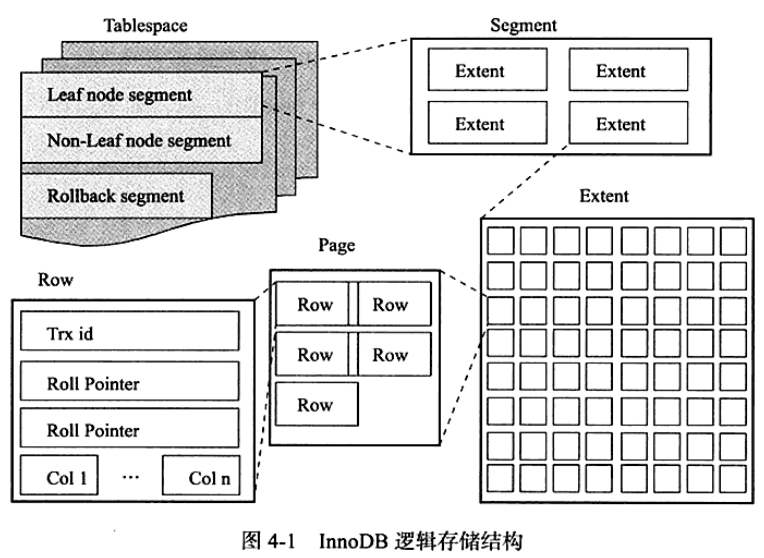 Tablespace
Segment
Leaf node segment
Non-Leaf node segment
Rollback segment
Extent
Extent
Extent
Extent
Extent
Page
Row
Row
Row
Row
Row
Row
Trx id
Roll Pointer
Roll Pointer
Col 1
...
Col n
图 4-1 InnoDB 逻辑存储结构